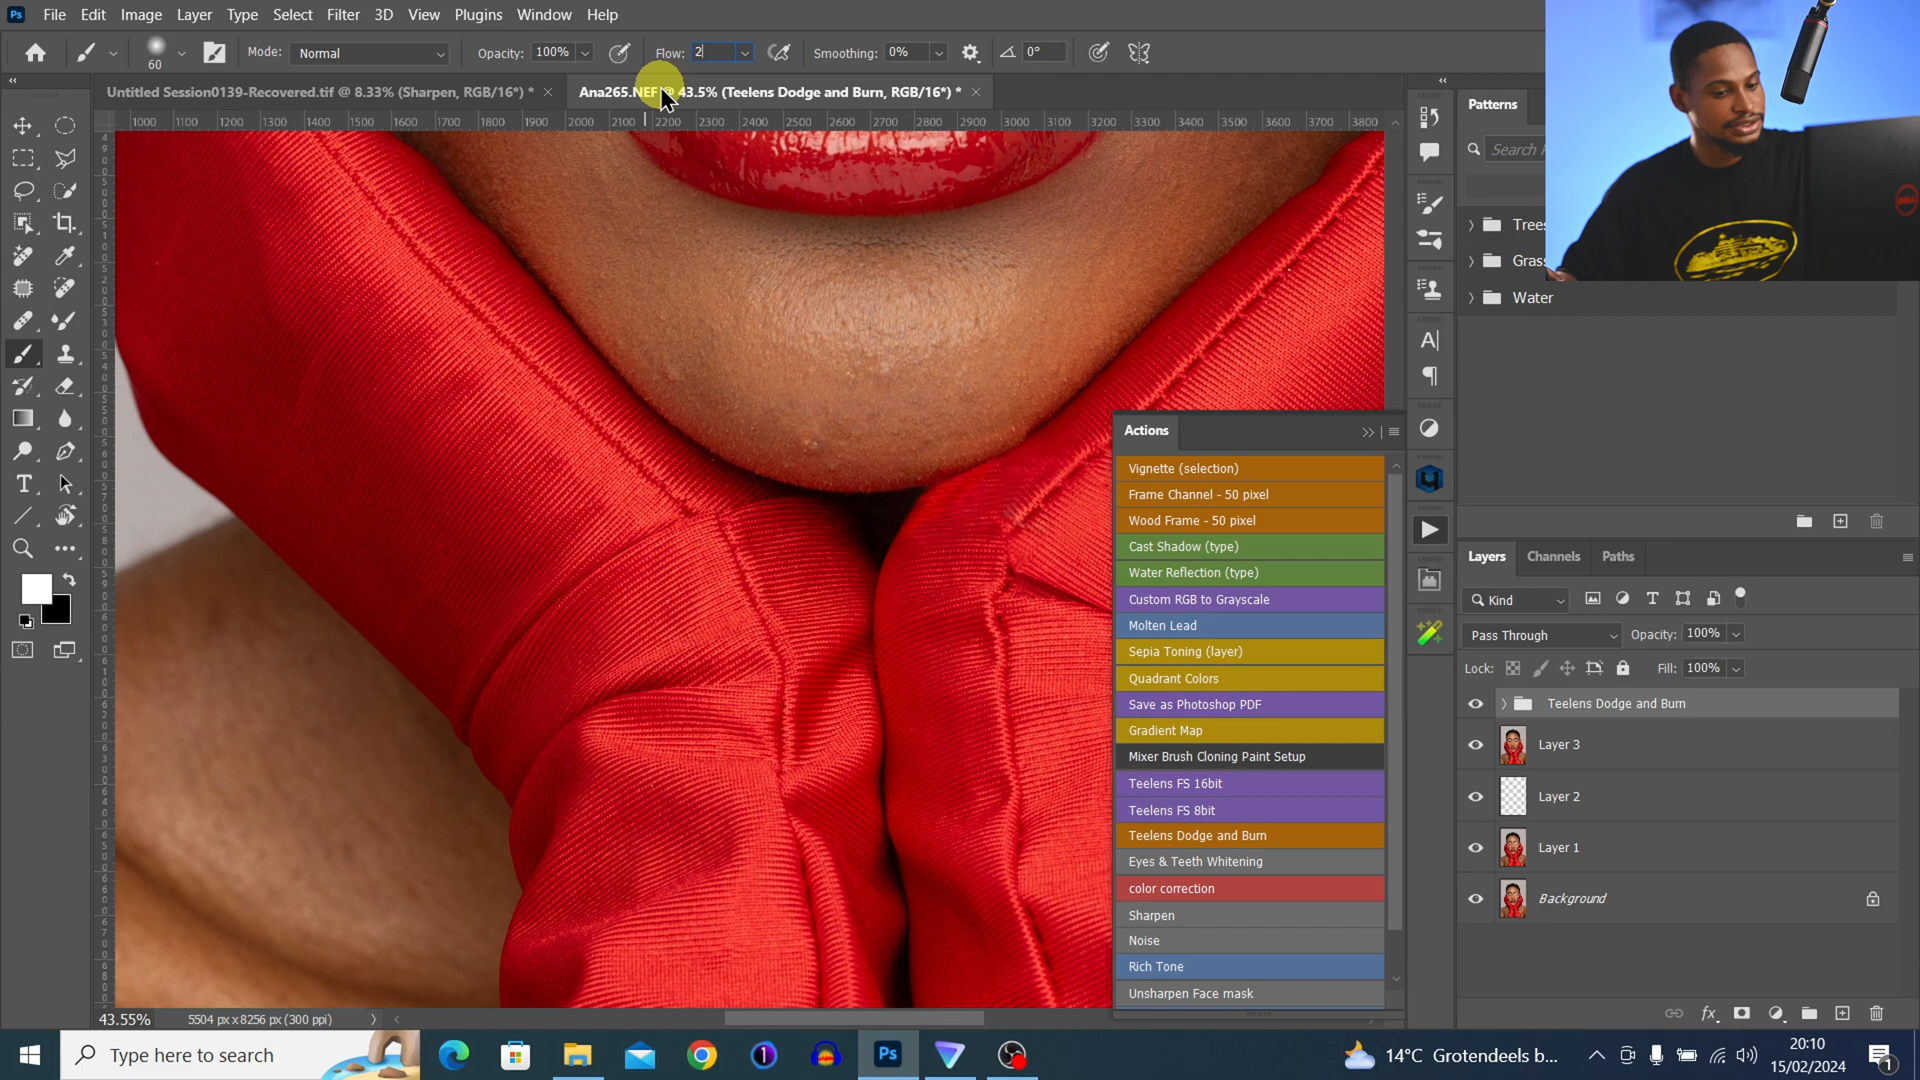 Ps File Edit Image Layer Type Select Filter 3D View Plugins Window Help
60 Mode: Normal Opacity: 100% Flow: 2 Smoothing: 0% 0°
Untitled Session0139-Recovered.tif @ 8.33% (Sharpen, RGB/16*) * Ana265.NEF @ 43.5% (Teelens Dodge and Burn, RGB/16*) *
1000 1100 1200 1300 1400 1500 1600 1700 1800 1900 2000 2100 2200 2300 2400 2500 2600 2700 2800 2900 3000 3100 3200 3300 3400 3500 3600 3700 3800
Patterns
Search
Trees
Grass
Water
Actions
Vignette (selection)
Frame Channel - 50 pixel
Wood Frame - 50 pixel
Cast Shadow (type)
Water Reflection (type)
Custom RGB to Grayscale
Molten Lead
Sepia Toning (layer)
Quadrant Colors
Save as Photoshop PDF
Gradient Map
Mixer Brush Cloning Paint Setup
Teelens FS 16bit
Teelens FS 8bit
Teelens Dodge and Burn
Eyes & Teeth Whitening
color correction
Sharpen
Noise
Rich Tone
Unsharpen Face mask
Layers Channels Paths
Kind
Pass Through Opacity: 100%
Lock: Fill: 100%
Teelens Dodge and Burn
Layer 3
Layer 2
Layer 1
Background
43.55% 5504 px x 8256 px (300 ppi)
Type here to search
Ps
14°C Grotendeels b...
20:10
15/02/2024
1